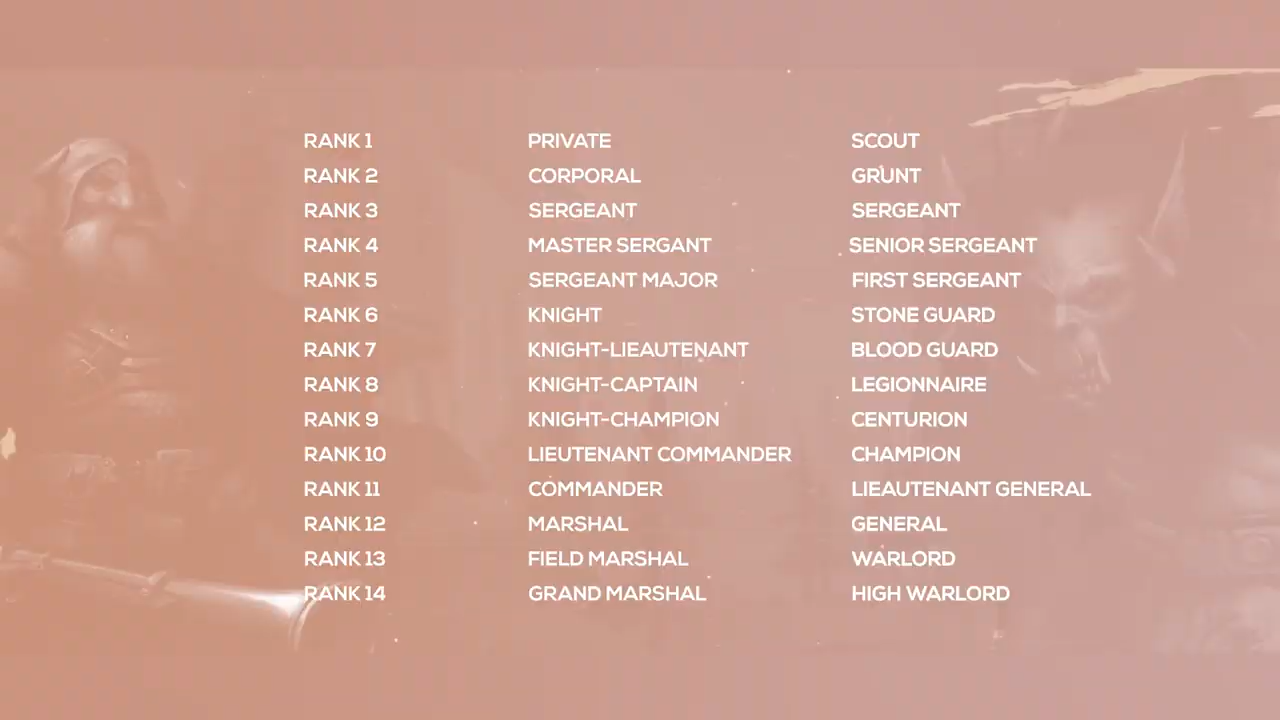 RANK 1 PRIVATE SCOUT
RANK 2 CORPORAL GRUNT
RANK 3 SERGEANT SERGEANT
RANK 4 MASTER SERGANT SENIOR SERGEANT
RANK 5 SERGEANT MAJOR FIRST SERGEANT
RANK 6 KNIGHT STONE GUARD
RANK 7 KNIGHT-LIEAUTENANT BLOOD GUARD
RANK 8 KNIGHT-CAPTAIN LEGIONNAIRE
RANK 9 KNIGHT-CHAMPION CENTURION
RANK 10 LIEUTENANT COMMANDER CHAMPION
RANK 11 COMMANDER LIEAUTENANT GENERAL
RANK 12 MARSHAL GENERAL
RANK 13 FIELD MARSHAL WARLORD
RANK 14 GRAND MARSHAL HIGH WARLORD